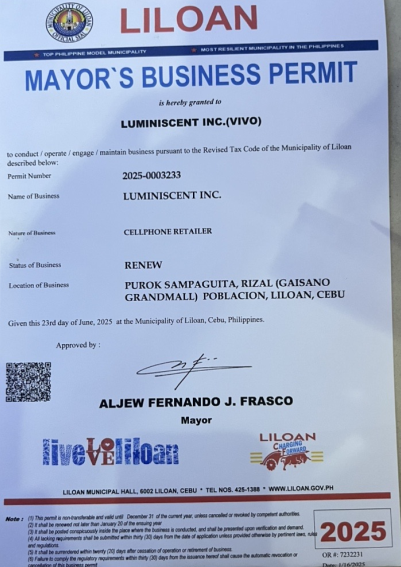 LILOAN
★ TOP PHILIPPINE MODEL MUNICIPALITY ★ MOST RESILIENT MUNICIPALITY IN THE PHILIPPINES
MAYOR`S BUSINESS PERMIT
is hereby granted to
LUMINISCENT INC.(VIVO)
to conduct / operate / engage / maintain business pursuant to the Revised Tax Code of the Municipality of Liloan
described below:
Permit Number 2025-0003233
Name of Business LUMINISCENT INC.
Nature of Business CELLPHONE RETAILER
Status of Business RENEW
Location of Business PUROK SAMPAGUITA, RIZAL (GAISANO
GRANDMALL) POBLACION, LILOAN, CEBU
Given this 23rd day of June, 2025 at the Municipality of Liloan, Cebu, Philippines.
Approved by :
ALJEW FERNANDO J. FRASCO
Mayor
live LOVE liloan
LILOAN
CHARGING
FORWARD
LILOAN MUNICIPAL HALL, 6002 LILOAN, CEBU * TEL NOS. 425-1388 * WWW.LILOAN.GOV.PH
Note : (1) This permit is non-transferable and valid until December 31 of the current year, unless cancelled or revoked by competent authorities.
(2) It shall be renewed not later than January 20 of the ensuing year
(3) It shall be posted conspicuously inside the place where the business is conducted, and shall be presented upon verification and demand.
(4) All lacking requirements shall be submitted within thirty (30) days from the date of application unless provided otherwise by pertinent laws, rules
and regulations.
(5) It shall be surrendered within twenty (20) days after cessation of operation or retirement of business
(6) Failure to comply the regulatory requirements within thirty (30) days from the issuance hereof shall cause the automatic revocation or
cancellation of this business permit
2025
OR #: 7232231
Date: 1/16/2025